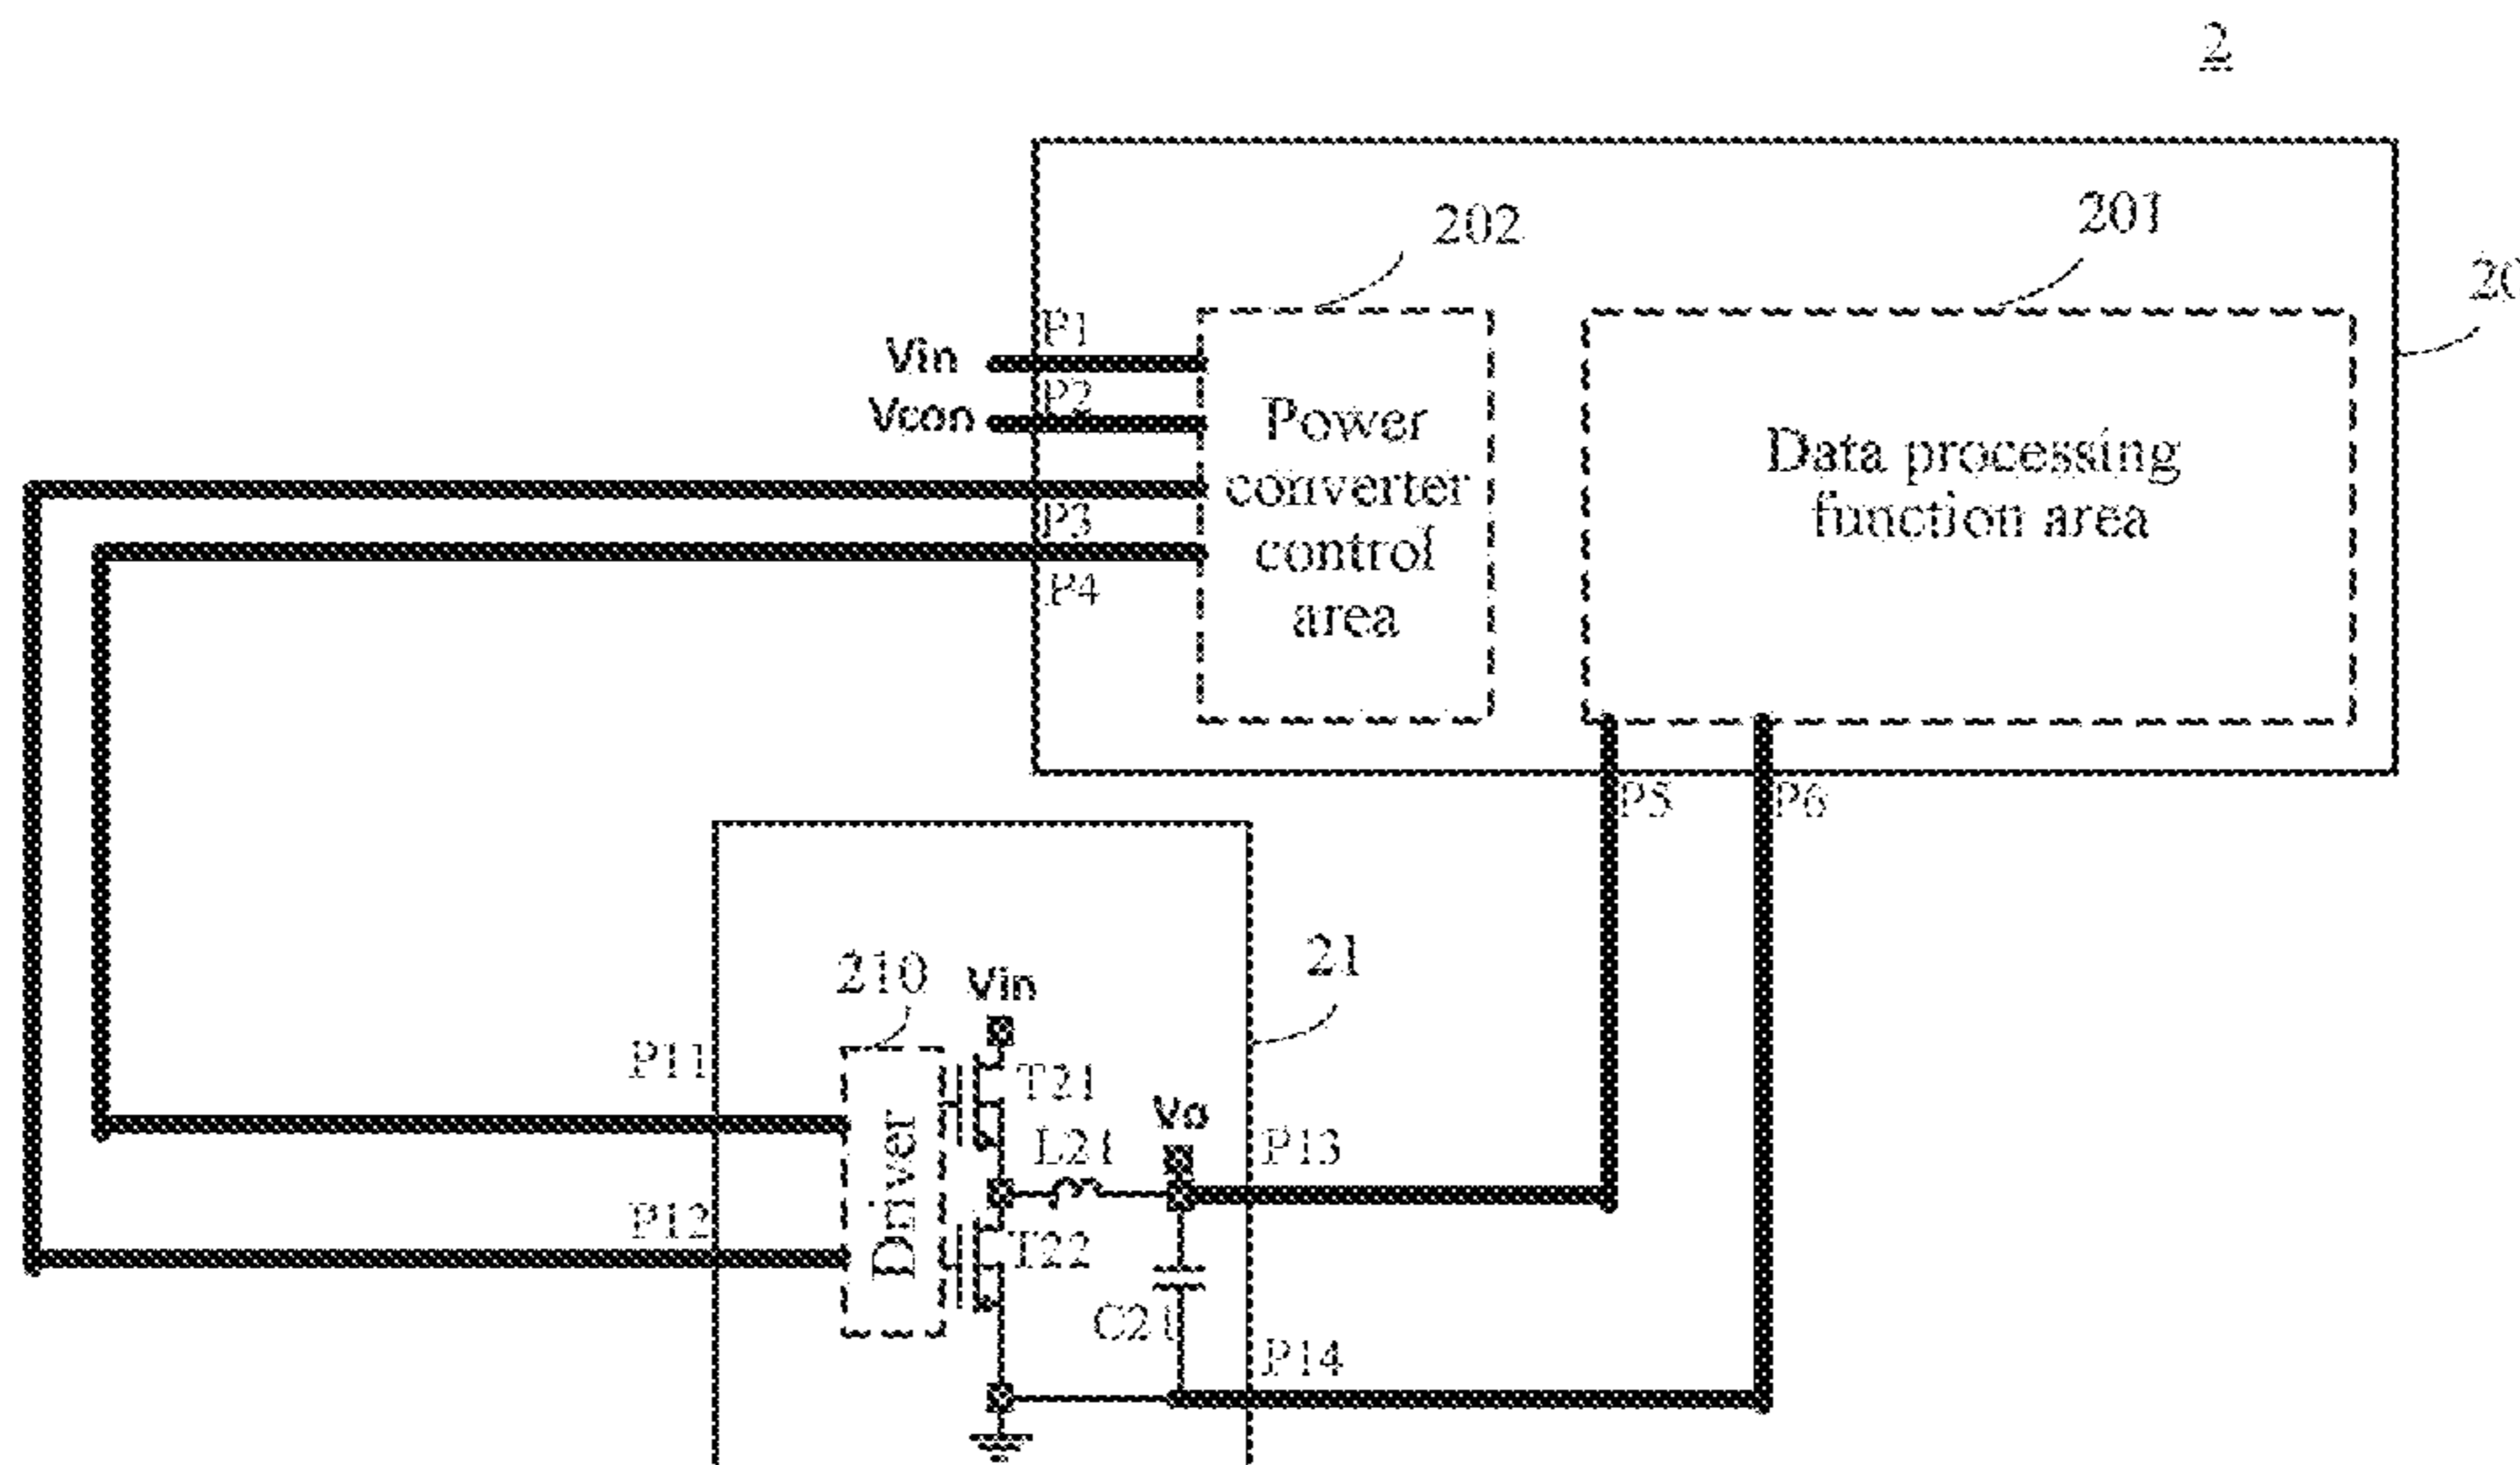 2
202
201
P1
Vin
P2
Vcon
Power
converter
control
area
Data processing
function area
P3
P4
P5
P6
21
210
Vin
P11
T21
Vo
L21
P13
P12
Driver
T22
C21
P14